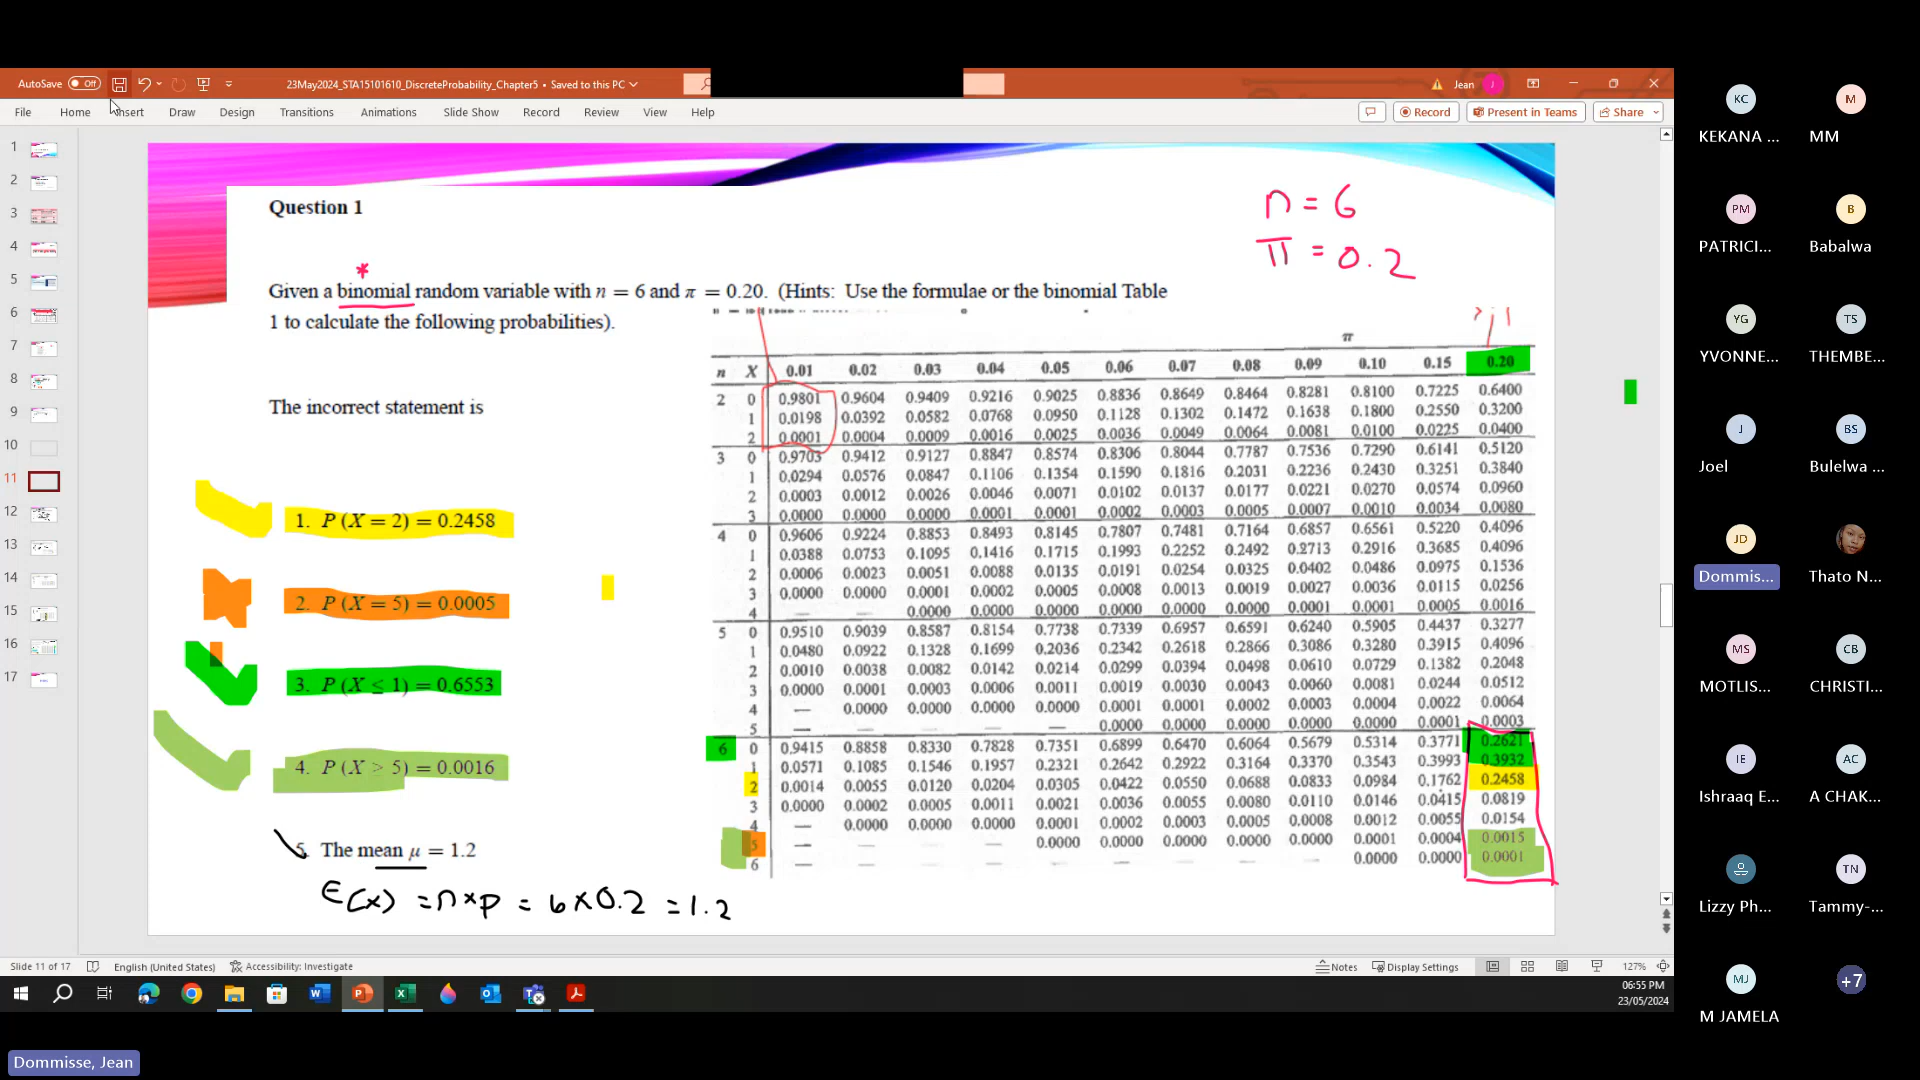 AutoSave Off
23May2024_STA15101610_DiscreteProbability_Chapter5 • Saved to this PC
Jean J
File Home Insert Draw Design Transitions Animations Slide Show Record Review View Help
Record Present in Teams Share
1
2
3
4
5
6
7
8
9
10
11
12
13
14
15
16
17
Question 1
n = 6
π = 0.2
*
Given a binomial random variable with n = 6 and π = 0.20. (Hints: Use the formulae or the binomial Table
1 to calculate the following probabilities).
The incorrect statement is
1. P (X = 2) = 0.2458
2. P (X = 5) = 0.0005
3. P (X ≤ 1) = 0.6553
4. P (X ≥ 5) = 0.0016
5. The mean μ = 1.2
E(x) = n×p = 6×0.2 = 1.2
π
n X 0.01 0.02 0.03 0.04 0.05 0.06 0.07 0.08 0.09 0.10 0.15 0.20
2 0 0.9801 0.9604 0.9409 0.9216 0.9025 0.8836 0.8649 0.8464 0.8281 0.8100 0.7225 0.6400
1 0.0198 0.0392 0.0582 0.0768 0.0950 0.1128 0.1302 0.1472 0.1638 0.1800 0.2550 0.3200
2 0.0001 0.0004 0.0009 0.0016 0.0025 0.0036 0.0049 0.0064 0.0081 0.0100 0.0225 0.0400
3 0 0.9703 0.9412 0.9127 0.8847 0.8574 0.8306 0.8044 0.7787 0.7536 0.7290 0.6141 0.5120
1 0.0294 0.0576 0.0847 0.1106 0.1354 0.1590 0.1816 0.2031 0.2236 0.2430 0.3251 0.3840
2 0.0003 0.0012 0.0026 0.0046 0.0071 0.0102 0.0137 0.0177 0.0221 0.0270 0.0574 0.0960
3 0.0000 0.0000 0.0000 0.0001 0.0001 0.0002 0.0003 0.0005 0.0007 0.0010 0.0034 0.0080
4 0 0.9606 0.9224 0.8853 0.8493 0.8145 0.7807 0.7481 0.7164 0.6857 0.6561 0.5220 0.4096
1 0.0388 0.0753 0.1095 0.1416 0.1715 0.1993 0.2252 0.2492 0.2713 0.2916 0.3685 0.4096
2 0.0006 0.0023 0.0051 0.0088 0.0135 0.0191 0.0254 0.0325 0.0402 0.0486 0.0975 0.1536
3 0.0000 0.0000 0.0001 0.0002 0.0005 0.0008 0.0013 0.0019 0.0027 0.0036 0.0115 0.0256
4 — — 0.0000 0.0000 0.0000 0.0000 0.0000 0.0000 0.0001 0.0001 0.0005 0.0016
5 0 0.9510 0.9039 0.8587 0.8154 0.7738 0.7339 0.6957 0.6591 0.6240 0.5905 0.4437 0.3277
1 0.0480 0.0922 0.1328 0.1699 0.2036 0.2342 0.2618 0.2866 0.3086 0.3280 0.3915 0.4096
2 0.0010 0.0038 0.0082 0.0142 0.0214 0.0299 0.0394 0.0498 0.0610 0.0729 0.1382 0.2048
3 0.0000 0.0001 0.0003 0.0006 0.0011 0.0019 0.0030 0.0043 0.0060 0.0081 0.0244 0.0512
4 — 0.0000 0.0000 0.0000 0.0000 0.0001 0.0001 0.0002 0.0003 0.0004 0.0022 0.0064
5 — — — — — 0.0000 0.0000 0.0000 0.0000 0.0000 0.0001 0.0003
6 0 0.9415 0.8858 0.8330 0.7828 0.7351 0.6899 0.6470 0.6064 0.5679 0.5314 0.3771 0.2621
1 0.0571 0.1085 0.1546 0.1957 0.2321 0.2642 0.2922 0.3164 0.3370 0.3543 0.3993 0.3932
2 0.0014 0.0055 0.0120 0.0204 0.0305 0.0422 0.0550 0.0688 0.0833 0.0984 0.1762 0.2458
3 0.0000 0.0002 0.0005 0.0011 0.0021 0.0036 0.0055 0.0080 0.0110 0.0146 0.0415 0.0819
4 — 0.0000 0.0000 0.0000 0.0001 0.0002 0.0003 0.0005 0.0008 0.0012 0.0055 0.0154
5 — — — — 0.0000 0.0000 0.0000 0.0000 0.0000 0.0001 0.0004 0.0015
6 — — — — — — — — — 0.0000 0.0000 0.0001
Slide 11 of 17 English (United States) Accessibility: Investigate
Notes Display Settings 127%
06:55 PM
23/05/2024
KC M
KEKANA ... MM
PM B
PATRICI... Babalwa
YG TS
YVONNE... THEMBE...
J BS
Joel Bulelwa ...
JD
Dommis... Thato N...
MS CB
MOTLIS... CHRISTI...
IE AC
Ishraaq E... A CHAK...
TN
Lizzy Ph... Tammy-...
MJ +7
M JAMELA
Dommisse, Jean